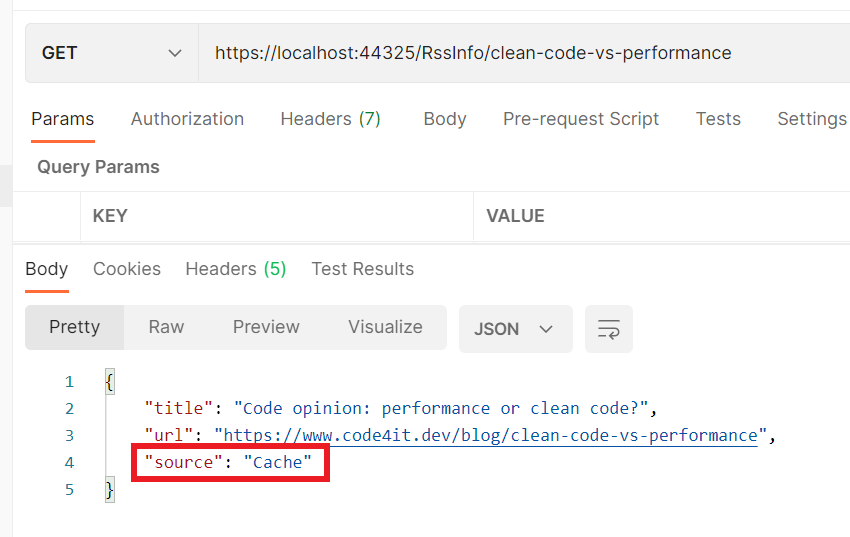 GET https://localhost:44325/RssInfo/clean-code-vs-performance
Params Authorization Headers (7) Body Pre-request Script Tests Settings
Query Params
KEY VALUE
Body Cookies Headers (5) Test Results
Pretty Raw Preview Visualize JSON
1 {
2 "title": "Code opinion: performance or clean code?",
3 "url": "https://www.code4it.dev/blog/clean-code-vs-performance",
4 "source": "Cache"
5 }